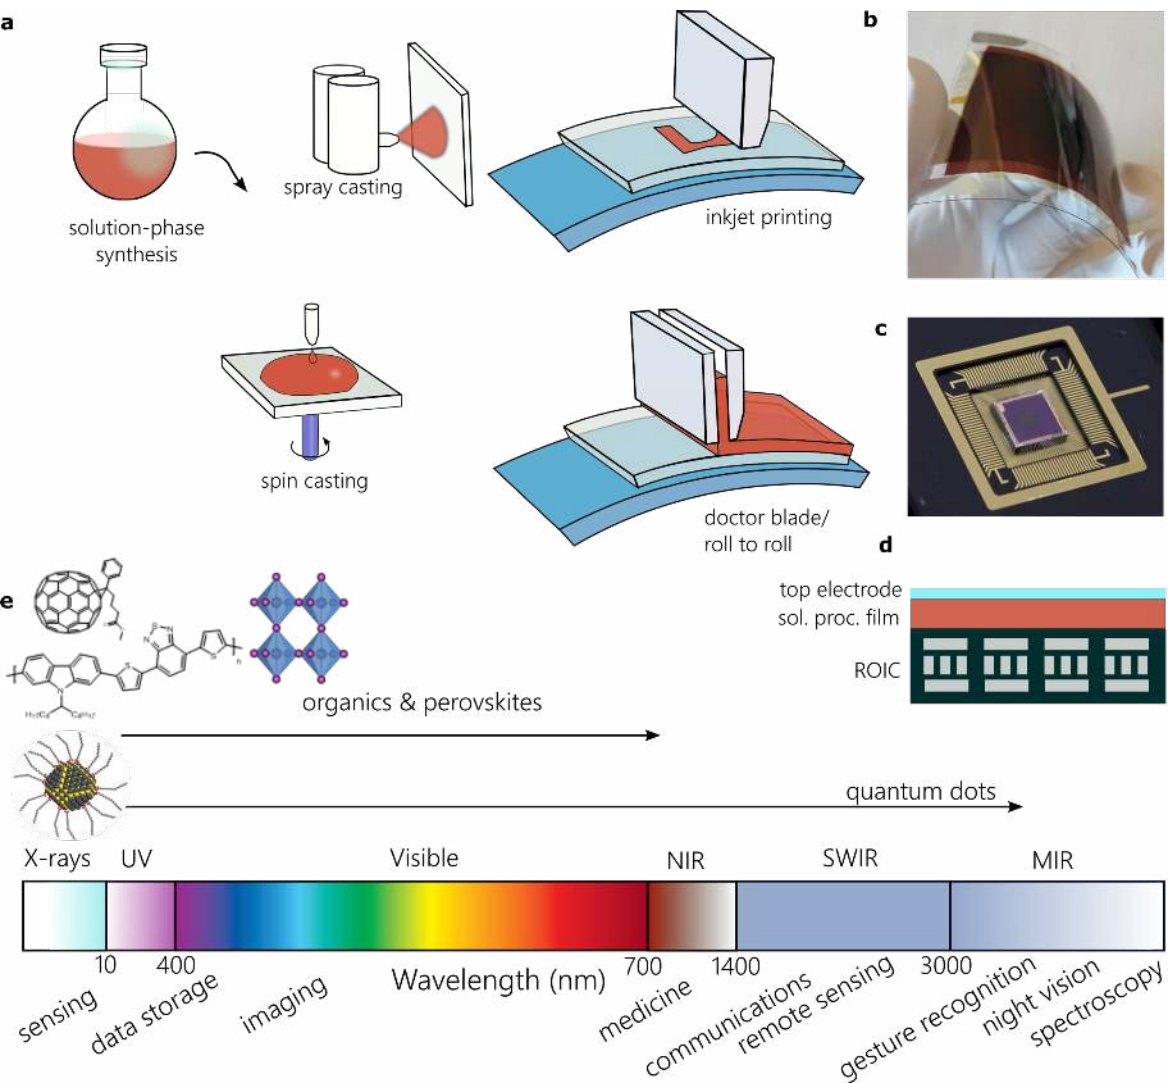 a
b
solution-phase
synthesis
spray casting
inkjet printing
c
spin casting
doctor blade/
roll to roll
d
top electrode
sol. proc. film
ROIC
e
N
S
N
S
S
n
N
organics & perovskites
quantum dots
X-rays
UV
Visible
NIR
SWIR
MIR
10
400
Wavelength (nm)
700
1400
3000
sensing
data storage
imaging
medicine
communications
remote sensing
gesture recognition
night vision
spectroscopy